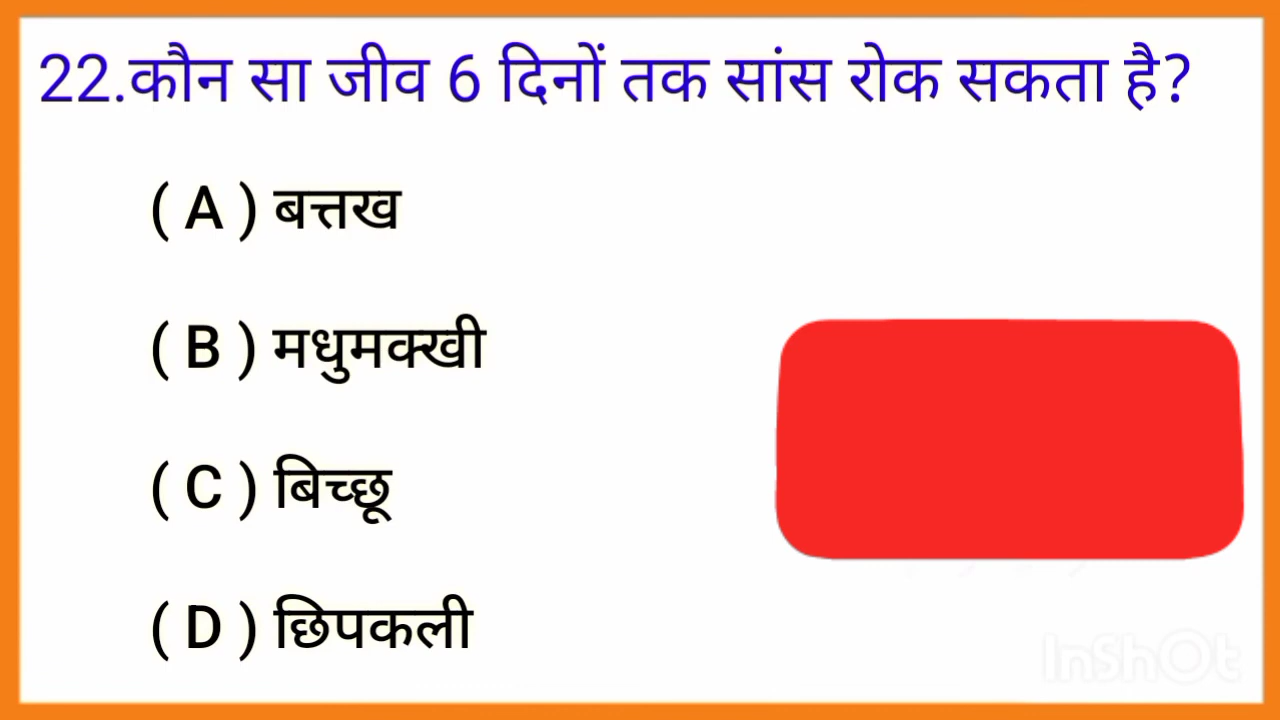 22.कौन सा जीव 6 दिनों तक सांस रोक सकता है?
( A ) बत्तख
( B ) मधुमक्खी
( C ) बिच्छू
( D ) छिपकली
InShOt